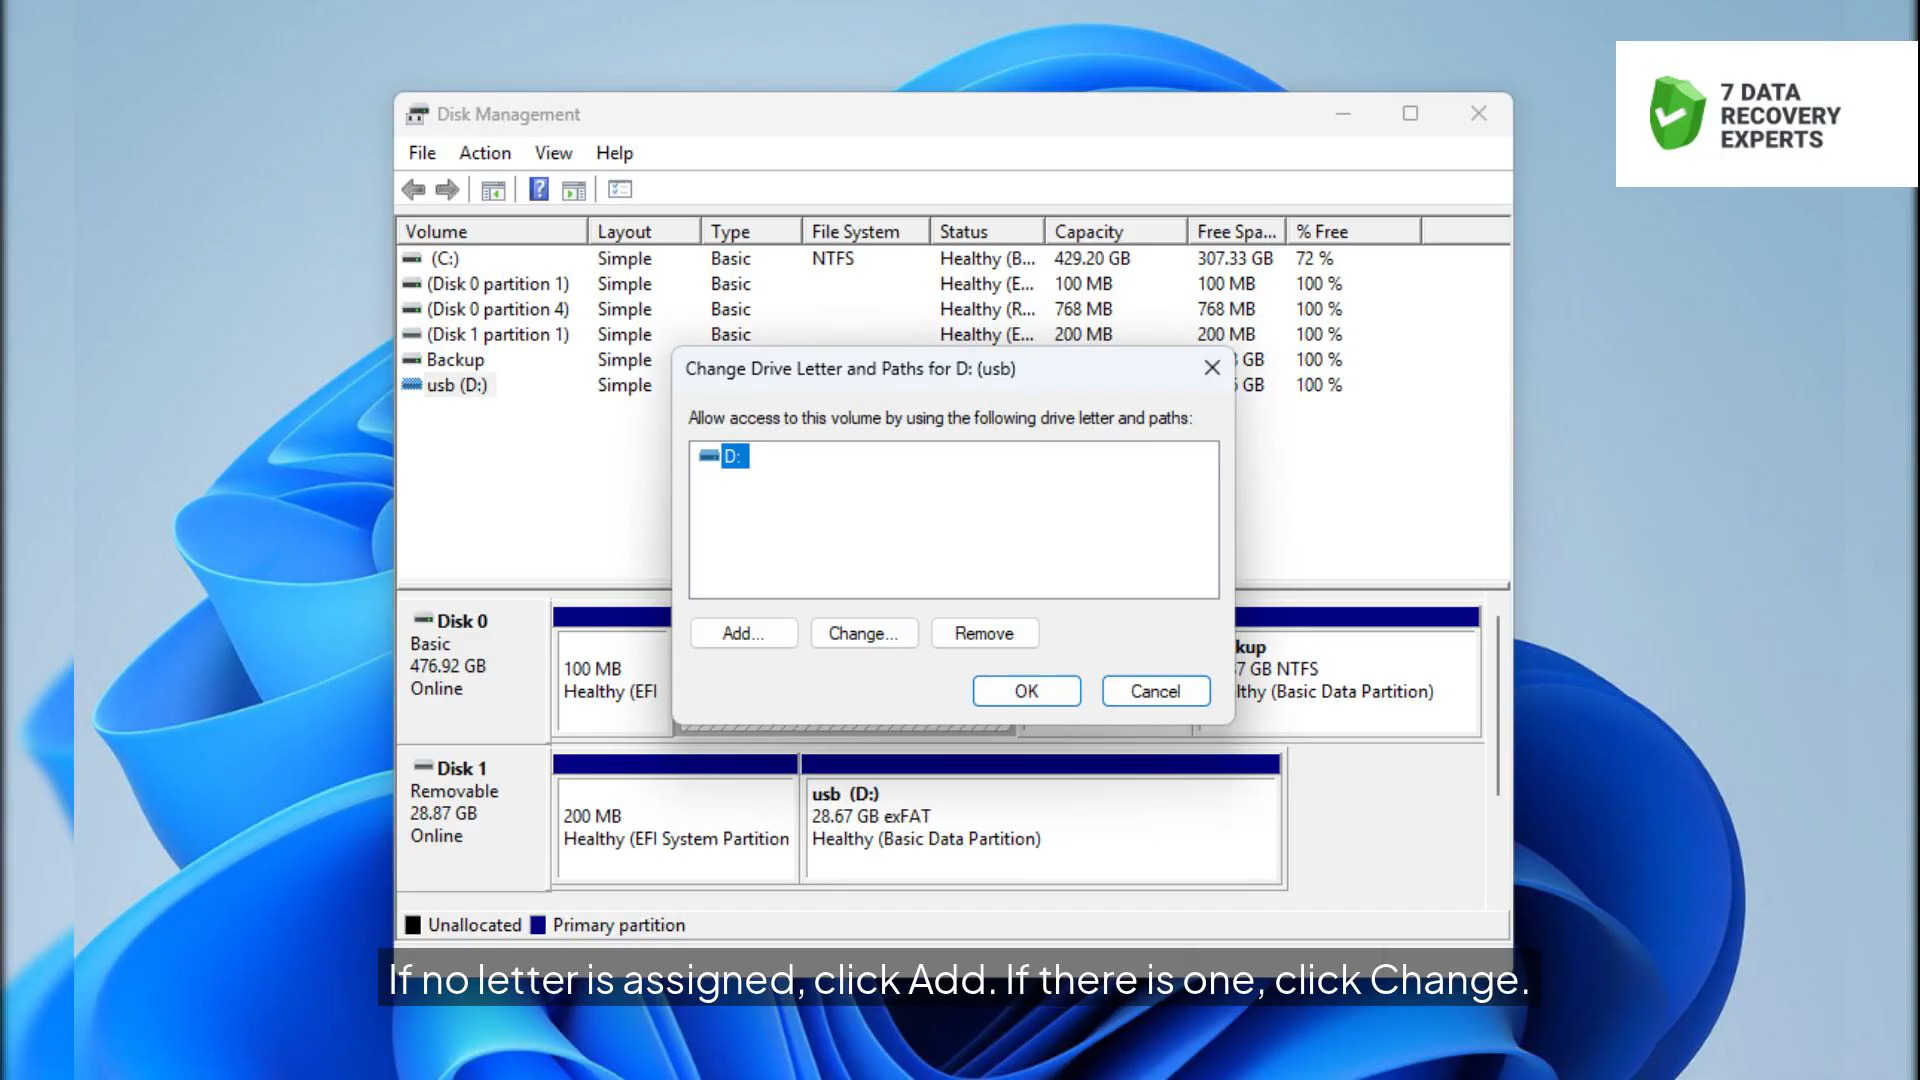 7 DATA
RECOVERY
EXPERTS
Disk Management
File Action View Help
Volume Layout Type File System Status Capacity Free Spa... % Free
(C:) Simple Basic NTFS Healthy (B... 429.20 GB 307.33 GB 72 %
(Disk 0 partition 1) Simple Basic Healthy (E... 100 MB 100 MB 100 %
(Disk 0 partition 4) Simple Basic Healthy (R... 768 MB 768 MB 100 %
(Disk 1 partition 1) Simple Basic Healthy (E... 200 MB 200 MB 100 %
Backup Simple GB 100 %
usb (D:) Simple GB 100 %
Change Drive Letter and Paths for D: (usb)
Allow access to this volume by using the following drive letter and paths:
D:
Add... Change... Remove
OK Cancel
Disk 0
Basic
476.92 GB
Online
100 MB
Healthy (EFI
kup
7 GB NTFS
lthy (Basic Data Partition)
Disk 1
Removable
28.87 GB
Online
200 MB
Healthy (EFI System Partition
usb (D:)
28.67 GB exFAT
Healthy (Basic Data Partition)
Unallocated Primary partition
If no letter is assigned, click Add. If there is one, click Change.